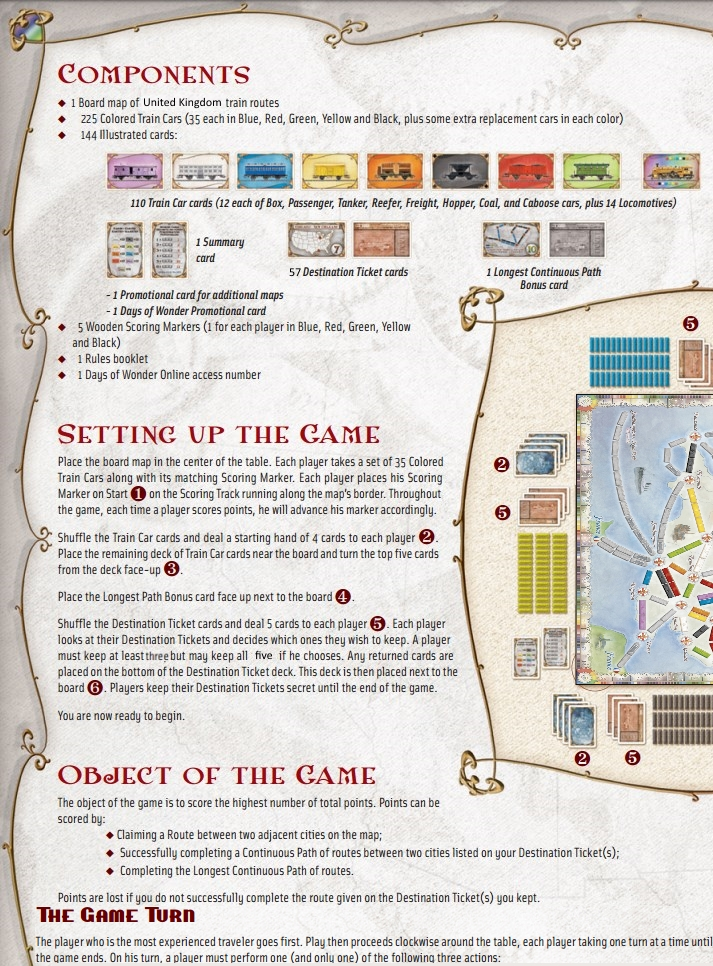 COMPONENTS
◆ 1 Board map of United Kingdom train routes
◆ 225 Colored Train Cars (35 each in Blue, Red, Green, Yellow and Black, plus some extra replacement cars in each color)
◆ 144 Illustrated cards:
110 Train Car cards (12 each of Box, Passenger, Tanker, Reefer, Freight, Hopper, Coal, and Caboose cars, plus 14 Locomotives)
1 Summary
card
7
57 Destination Ticket cards
10
1 Longest Continuous Path
Bonus card
- 1 Promotional card for additional maps
- 1 Days of Wonder Promotional card
◆ 5 Wooden Scoring Markers (1 for each player in Blue, Red, Green, Yellow
and Black)
◆ 1 Rules booklet
◆ 1 Days of Wonder Online access number
5
SETTING UP THE GAME
Place the board map in the center of the table. Each player takes a set of 35 Colored
Train Cars along with its matching Scoring Marker. Each player places his Scoring
Marker on Start 1 on the Scoring Track running along the map's border. Throughout
the game, each time a player scores points, he will advance his marker accordingly.
Shuffle the Train Car cards and deal a starting hand of 4 cards to each player 2.
Place the remaining deck of Train Car cards near the board and turn the top five cards
from the deck face-up 3.
Place the Longest Path Bonus card face up next to the board 4.
Shuffle the Destination Ticket cards and deal 5 cards to each player 5. Each player
looks at their Destination Tickets and decides which ones they wish to keep. A player
must keep at least three but may keep all five if he chooses. Any returned cards are
placed on the bottom of the Destination Ticket deck. This deck is then placed next to the
board 6. Players keep their Destination Tickets secret until the end of the game.
You are now ready to begin.
2
5
2
5
OBJECT OF THE GAME
The object of the game is to score the highest number of total points. Points can be
scored by:
◆ Claiming a Route between two adjacent cities on the map;
◆ Successfully completing a Continuous Path of routes between two cities listed on your Destination Ticket(s);
◆ Completing the Longest Continuous Path of routes.
Points are lost if you do not successfully complete the route given on the Destination Ticket(s) you kept.
THE GAME TURN
The player who is the most experienced traveler goes first. Play then proceeds clockwise around the table, each player taking one turn at a time until
the game ends. On his turn, a player must perform one (and only one) of the following three actions: